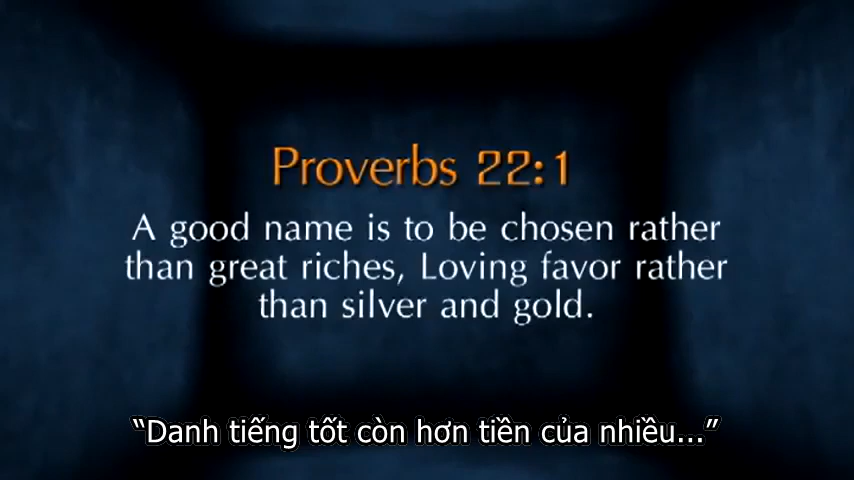 Proverbs 22:1
A good name is to be chosen rather
than great riches, Loving favor rather
than silver and gold.
“Danh tiếng tốt còn hơn tiền của nhiều...”